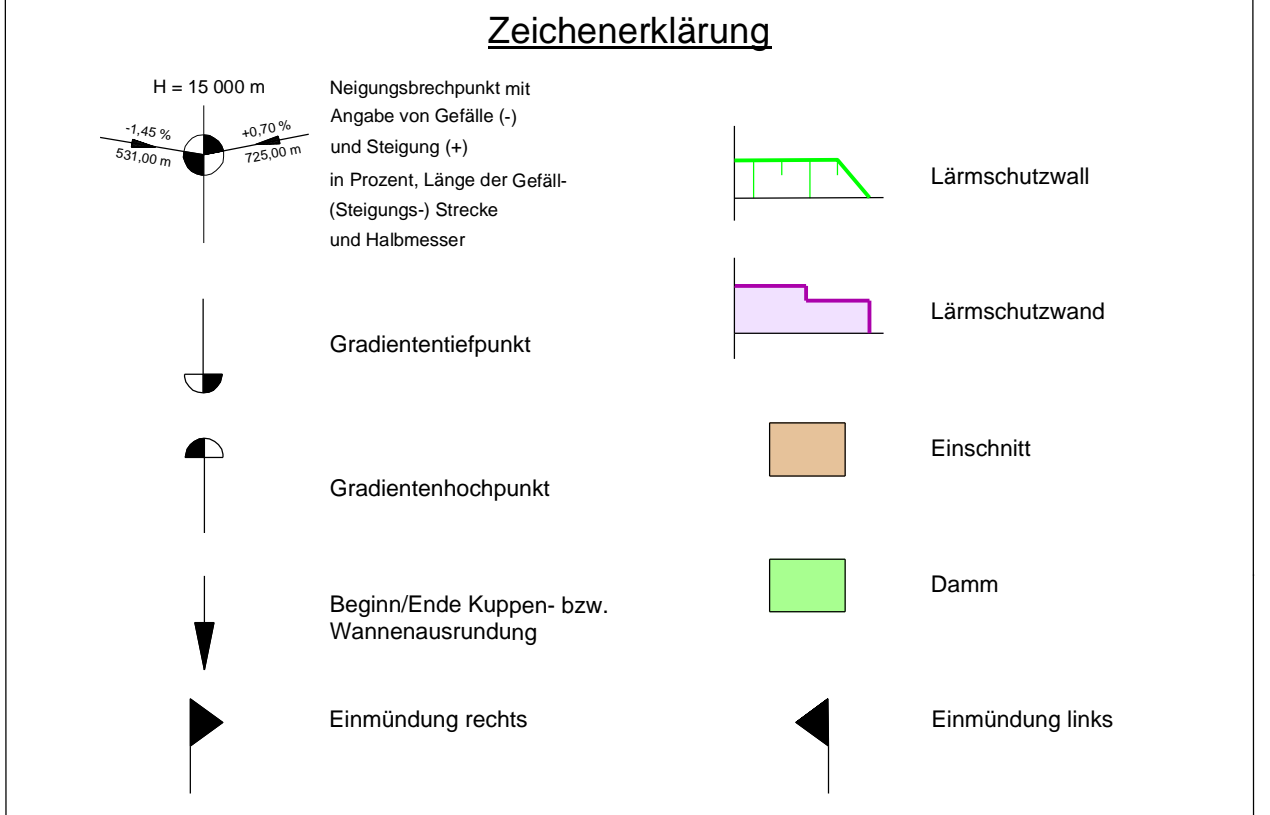 Zeichenerklärung
H = 15 000 m
-1,45 %
531,00 m
+0,70 %
725,00 m
Neigungsbrechpunkt mit
Angabe von Gefälle (-)
und Steigung (+)
in Prozent, Länge der Gefäll-
(Steigungs-) Strecke
und Halbmesser
Gradiententiefpunkt
Gradientenhochpunkt
Beginn/Ende Kuppen- bzw.
Wannenausrundung
Einmündung rechts
Lärmschutzwall
Lärmschutzwand
Einschnitt
Damm
Einmündung links